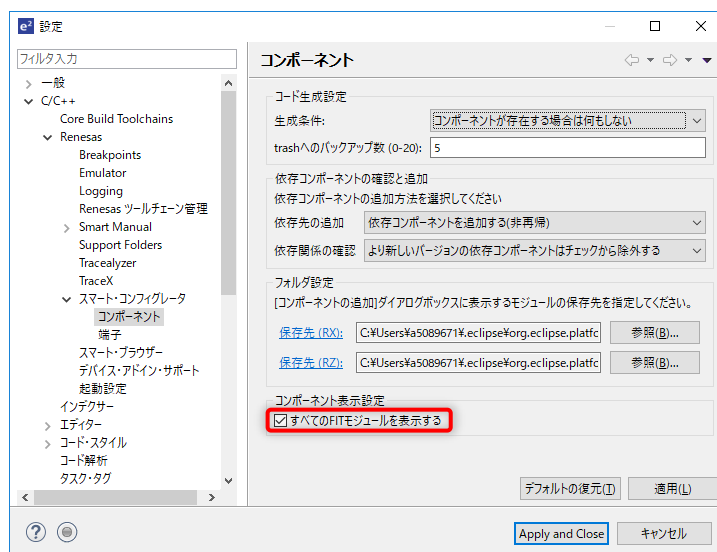 e² 設定
フィルタ入力
一般
C/C++
Core Build Toolchains
Renesas
Breakpoints
Emulator
Logging
Renesas ツールチェーン管理
Smart Manual
Support Folders
Tracealyzer
TraceX
スマート・コンフィグレータ
コンポーネント
端子
スマート・ブラウザー
デバイス・アドイン・サポート
起動設定
インデクサー
エディター
コード・スタイル
コード解析
タスク・タグ
コンポーネント
コード生成設定
生成条件: コンポーネントが存在する場合は何もしない
trashへのバックアップ数 (0-20): 5
依存コンポーネントの確認と追加
依存コンポーネントの追加方法を選択してください
依存先の追加 依存コンポーネントを追加する(非再帰)
依存関係の確認 より新しいバージョンの依存コンポーネントはチェックから除外する
フォルダ設定
[コンポーネントの追加]ダイアログボックスに表示するモジュールの保存先を指定してください。
保存先 (RX): C:¥Users¥a5089671¥.eclipse¥org.eclipse.platfc 参照(B)...
保存先 (RZ): C:¥Users¥a5089671¥.eclipse¥org.eclipse.platfc 参照(B)...
コンポーネント表示設定
すべてのFITモジュールを表示する
デフォルトの復元(T) 適用(L)
? Apply and Close キャンセル